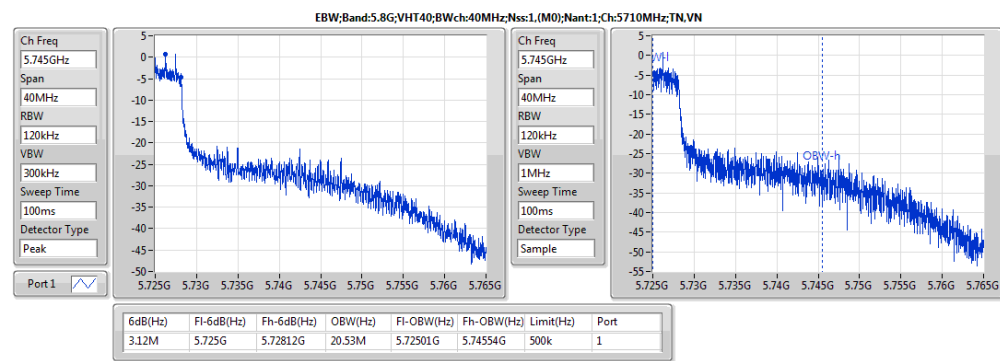 EBW;Band:5.8G;VHT40;BWch:40MHz;Nss:1,(M0);Nant:1;Ch:5710MHz;TN,VN
Ch Freq
5.745GHz
Span
40MHz
RBW
120kHz
VBW
300kHz
Sweep Time
100ms
Detector Type
Peak
Port 1
5-
0-
-5-
-10-
-15-
-20-
-25-
-30-
-35-
-40-
-45-
-50-
5.725G 5.73G 5.735G 5.74G 5.745G 5.75G 5.755G 5.76G 5.765G
Ch Freq
5.745GHz
Span
40MHz
RBW
120kHz
VBW
1MHz
Sweep Time
100ms
Detector Type
Sample
5-
0-
-5-
-10-
-15-
-20-
-25-
-30-
-35-
-40-
-45-
-50-
-55-
OBW-h
5.725G 5.73G 5.735G 5.74G 5.745G 5.75G 5.755G 5.76G 5.765G
6dB(Hz) Fl-6dB(Hz) Fh-6dB(Hz) OBW(Hz) Fl-OBW(Hz) Fh-OBW(Hz) Limit(Hz) Port
3.12M 5.725G 5.72812G 20.53M 5.72501G 5.74554G 500k 1